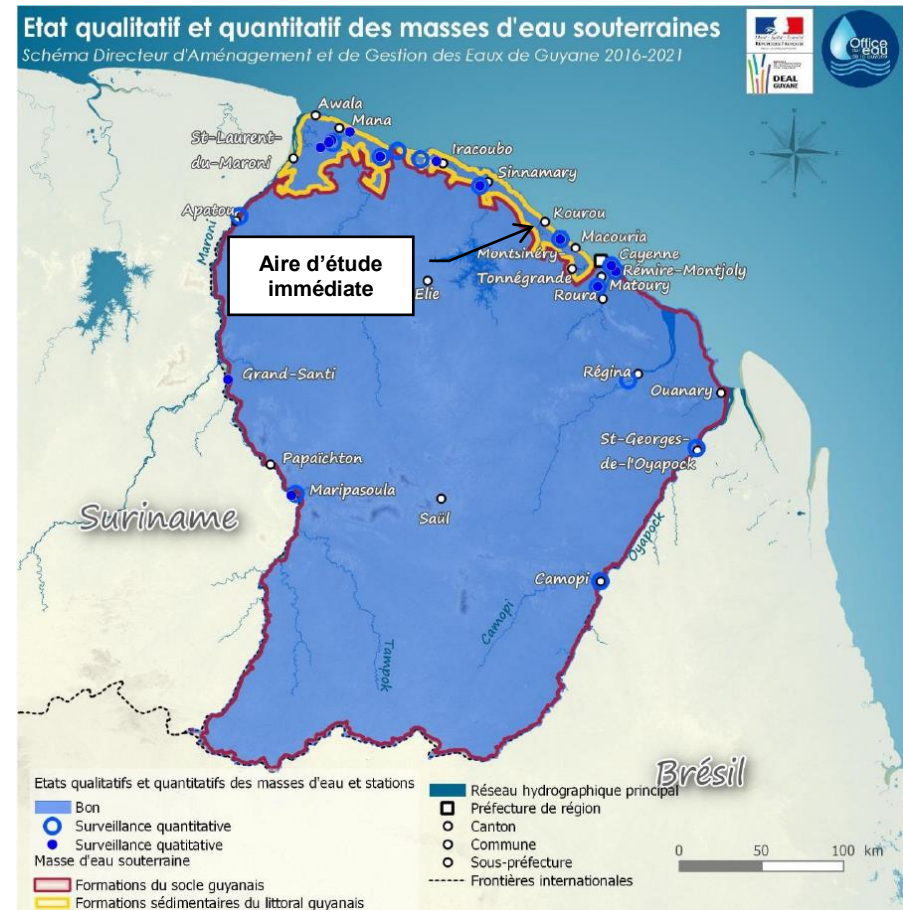 Etat qualitatif et quantitatif des masses d'eau souterraines
Schéma Directeur d'Aménagement et de Gestion des Eaux de Guyane 2016-2021
DEAL
GUYANE
Office
de
eau
Awala
Mana
St-Laurent-
du-Maroni
Iracoubo
Sinnamary
Apatou
Kourou
Maroni
Macouria
Aire d'étude
immédiate
Montsinéry
Cayenne
Tonnégrande
Rémire-Montjoly
Matoury
Elie
Roura
Grand-Santi
Régina
Ouanary
St-Georges-
de-l'Oyapock
Papaïchton
Maripasoula
Suriname
Saül
Oyapock
Camopi
Camopi
Tampok
Brésil
Etats qualitatifs et quantitatifs des masses d'eau et stations
Bon
Surveillance quantitative
Surveillance quatitative
Masse d'eau souterraine
Formations du socle guyanais
Formations sédimentaires du littoral guyanais
Réseau hydrographique principal
Préfecture de région
Canton
Commune
Sous-préfecture
Frontières internationales
0 50 100 km